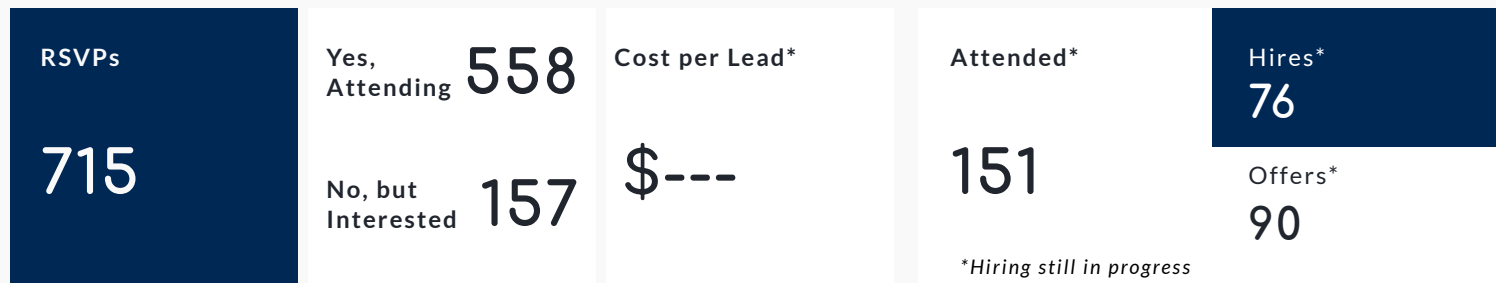 RSVPs
715
Yes,
Attending
558
No, but
Interested
157
Cost per Lead*
$---
Attended*
151
*Hiring still in progress
Hires*
76
Offers*
90